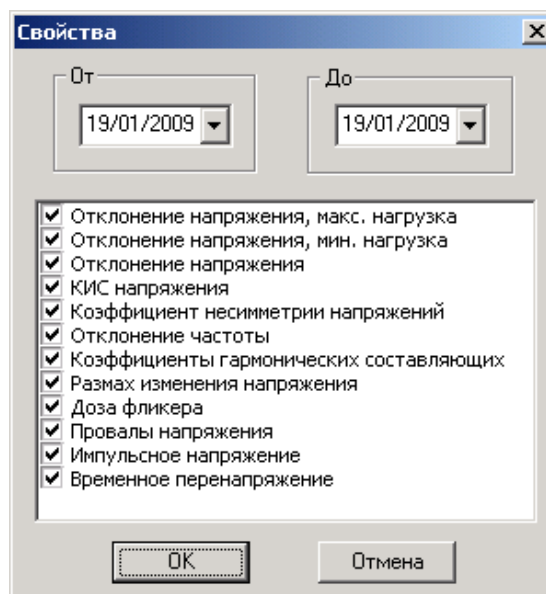 Свойства
От До
19/01/2009 19/01/2009
Отклонение напряжения, макс. нагрузка
Отклонение напряжения, мин. нагрузка
Отклонение напряжения
КИС напряжения
Коэффициент несимметрии напряжений
Отклонение частоты
Коэффициенты гармонических составляющих
Размах изменения напряжения
Доза фликера
Провалы напряжения
Импульсное напряжение
Временное перенапряжение
OK Отмена